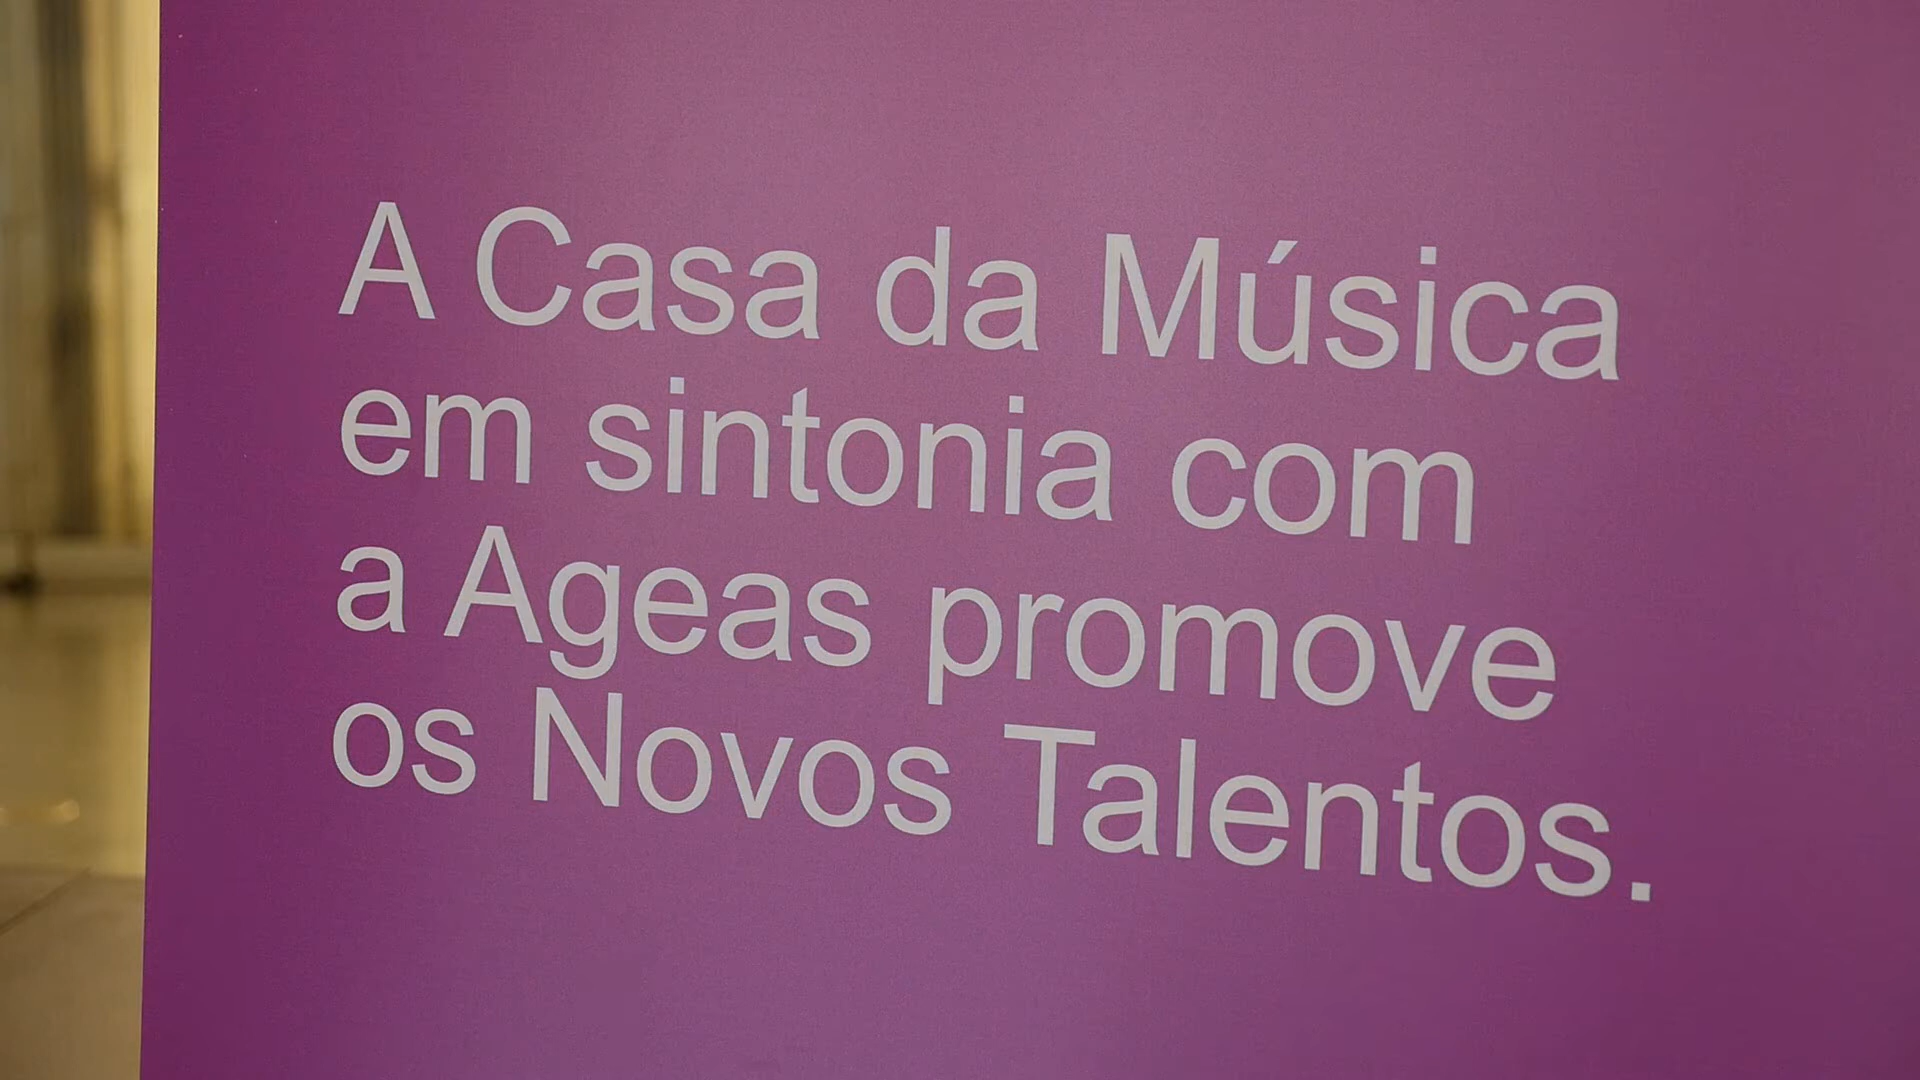 A Casa da Música
em sintonia com
a Ageas promove
os Novos Talentos.